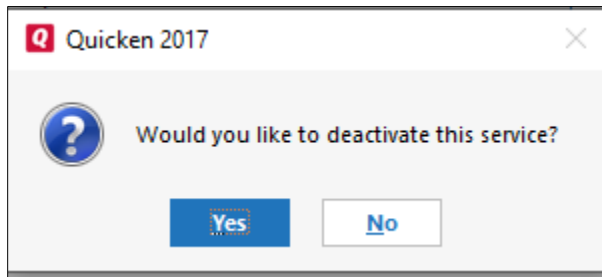 Quicken 2017
Would you like to deactivate this service?
Yes No